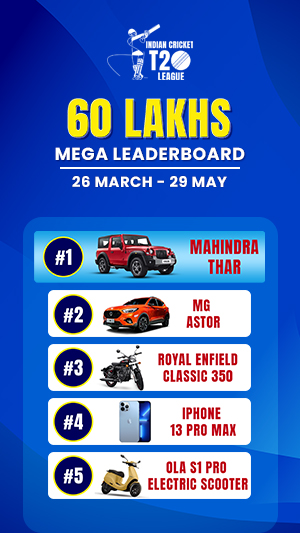 INDIAN CRICKET
T20
LEAGUE
60 LAKHS
MEGA LEADERBOARD
26 MARCH - 29 MAY
#1
MAHINDRA
THAR
#2
MG
ASTOR
#3
ROYAL ENFIELD
CLASSIC 350
#4
IPHONE
13 PRO MAX
#5
OLA S1 PRO
ELECTRIC SCOOTER